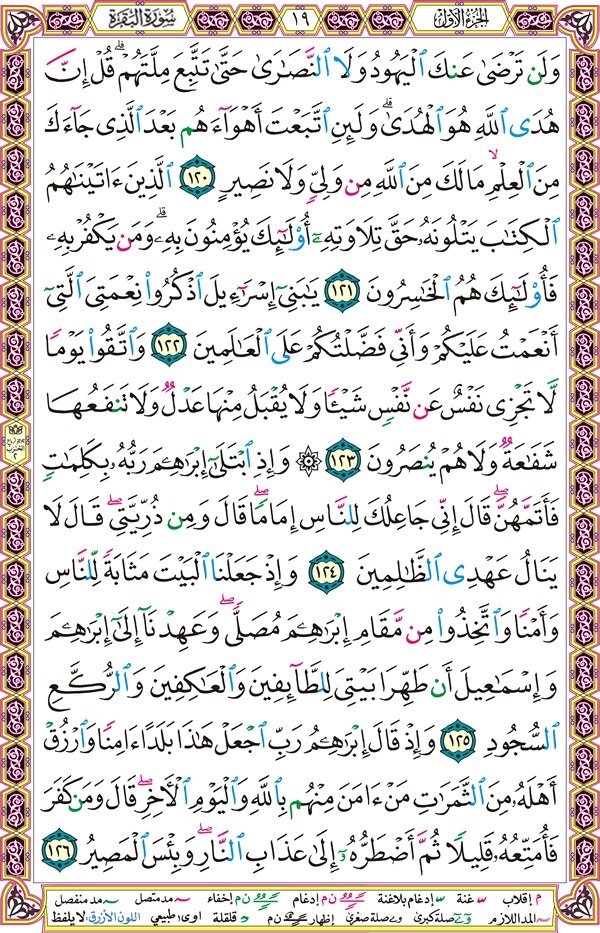 الجزء الأول
١٩
سورة البقرة
وَلَن تَرْضَىٰ عَنكَ ٱلْيَهُودُ وَلَا ٱلنَّصَٰرَىٰ حَتَّىٰ تَتَّبِعَ مِلَّتَهُمْ ۗ قُلْ إِنَّ
هُدَى ٱللَّهِ هُوَ ٱلْهُدَىٰ ۗ وَلَئِنِ ٱتَّبَعْتَ أَهْوَآءَهُم بَعْدَ ٱلَّذِى جَآءَكَ
مِنَ ٱلْعِلْمِ ۙ مَا لَكَ مِنَ ٱللَّهِ مِن وَلِىٍّ وَلَا نَصِيرٍ ١٢٠ ٱلَّذِينَ ءَاتَيْنَٰهُمُ
ٱلْكِتَٰبَ يَتْلُونَهُۥ حَقَّ تِلَاوَتِهِۦٓ أُو۟لَٰٓئِكَ يُؤْمِنُونَ بِهِۦ ۗ وَمَن يَكْفُرْ بِهِۦ
فَأُو۟لَٰٓئِكَ هُمُ ٱلْخَٰسِرُونَ ١٢١ يَٰبَنِىٓ إِسْرَٰٓءِيلَ ٱذْكُرُوا۟ نِعْمَتِىَ ٱلَّتِىٓ
أَنْعَمْتُ عَلَيْكُمْ وَأَنِّى فَضَّلْتُكُمْ عَلَى ٱلْعَٰلَمِينَ ١٢٢ وَٱتَّقُوا۟ يَوْمًا
لَّا تَجْزِى نَفْسٌ عَن نَّفْسٍ شَيْـًٔا وَلَا يُقْبَلُ مِنْهَا عَدْلٌ وَلَا تَنفَعُهَا
شَفَٰعَةٌ وَلَا هُمْ يُنصَرُونَ ١٢٣ ۞ وَإِذِ ٱبْتَلَىٰٓ إِبْرَٰهِـۧمَ رَبُّهُۥ بِكَلِمَٰتٍ
فَأَتَمَّهُنَّ ۖ قَالَ إِنِّى جَاعِلُكَ لِلنَّاسِ إِمَامًا ۖ قَالَ وَمِن ذُرِّيَّتِى ۖ قَالَ لَا
يَنَالُ عَهْدِى ٱلظَّٰلِمِينَ ١٢٤ وَإِذْ جَعَلْنَا ٱلْبَيْتَ مَثَابَةً لِّلنَّاسِ
وَأَمْنًا وَٱتَّخِذُوا۟ مِن مَّقَامِ إِبْرَٰهِـۧمَ مُصَلًّى ۖ وَعَهِدْنَآ إِلَىٰٓ إِبْرَٰهِـۧمَ
وَإِسْمَٰعِيلَ أَن طَهِّرَا بَيْتِىَ لِلطَّآئِفِينَ وَٱلْعَٰكِفِينَ وَٱلرُّكَّعِ
ٱلسُّجُودِ ١٢٥ وَإِذْ قَالَ إِبْرَٰهِـۧمُ رَبِّ ٱجْعَلْ هَٰذَا بَلَدًا ءَامِنًا وَٱرْزُقْ
أَهْلَهُۥ مِنَ ٱلثَّمَرَٰتِ مَنْ ءَامَنَ مِنْهُم بِٱللَّهِ وَٱلْيَوْمِ ٱلْءَاخِرِ ۖ قَالَ وَمَن كَفَرَ
فَأُمَتِّعُهُۥ قَلِيلًا ثُمَّ أَضْطَرُّهُۥٓ إِلَىٰ عَذَابِ ٱلنَّارِ ۖ وَبِئْسَ ٱلْمَصِيرُ ١٢٦
م إقلاب غنة إدغام بلاغنة ن م إدغام ن م إخفاء مد متصل مد منفصل
المد اللازم صلة كبرى صلة صغرى إظهار ن م قلقلة اوى؛ طبيعي اللون الأزرق: لا يلفظ